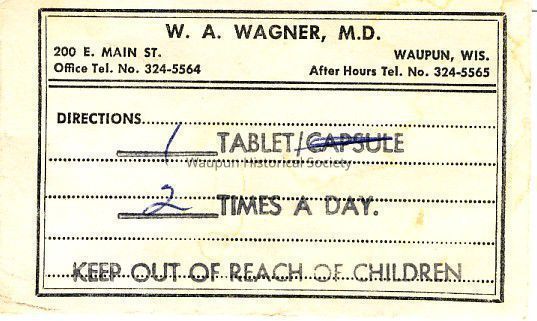 W. A. WAGNER, M.D.
200 E. MAIN ST. WAUPUN, WIS.
Office Tel. No. 324-5564 After Hours Tel. No. 324-5565
DIRECTIONS
1 TABLET/CAPSULE
Waupun Historical Society
2 TIMES A DAY.
KEEP OUT OF REACH OF CHILDREN